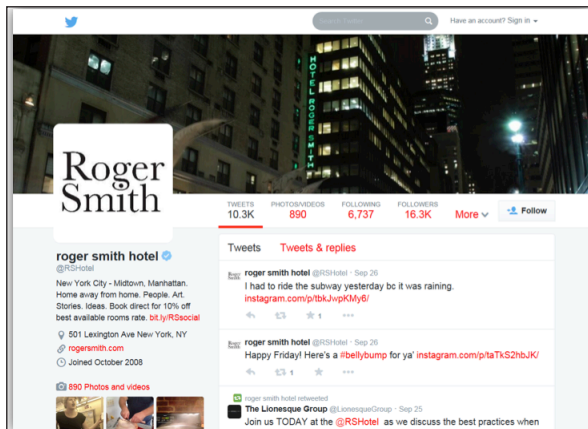 Search Twitter
Have an account? Sign in
HOTEL ROGER SMITH
Roger
Smith
TWEETS
10.3K
PHOTOS/VIDEOS
890
FOLLOWING
6,737
FOLLOWERS
16.3K
More
Follow
roger smith hotel
@RSHotel
New York City - Midtown, Manhattan.
Home away from home. People. Art.
Stories. Ideas. Book direct for 10% off
best available rooms rate. bit.ly/RSsocial
501 Lexington Ave New York, NY
rogersmith.com
Joined October 2008
890 Photos and videos
Tweets Tweets & replies
Roger Smith
roger smith hotel @RSHotel · Sep 26
I had to ride the subway yesterday bc it was raining.
instagram.com/p/tbkJwpKMy6/
1
Roger Smith
roger smith hotel @RSHotel · Sep 26
Happy Friday! Here's a #bellybump for ya' instagram.com/p/taTkS2hbJK/
1
roger smith hotel retweeted
The Lionesque Group @LionesqueGroup · Sep 25
Join us TODAY at the @RSHotel as we discuss the best practices when